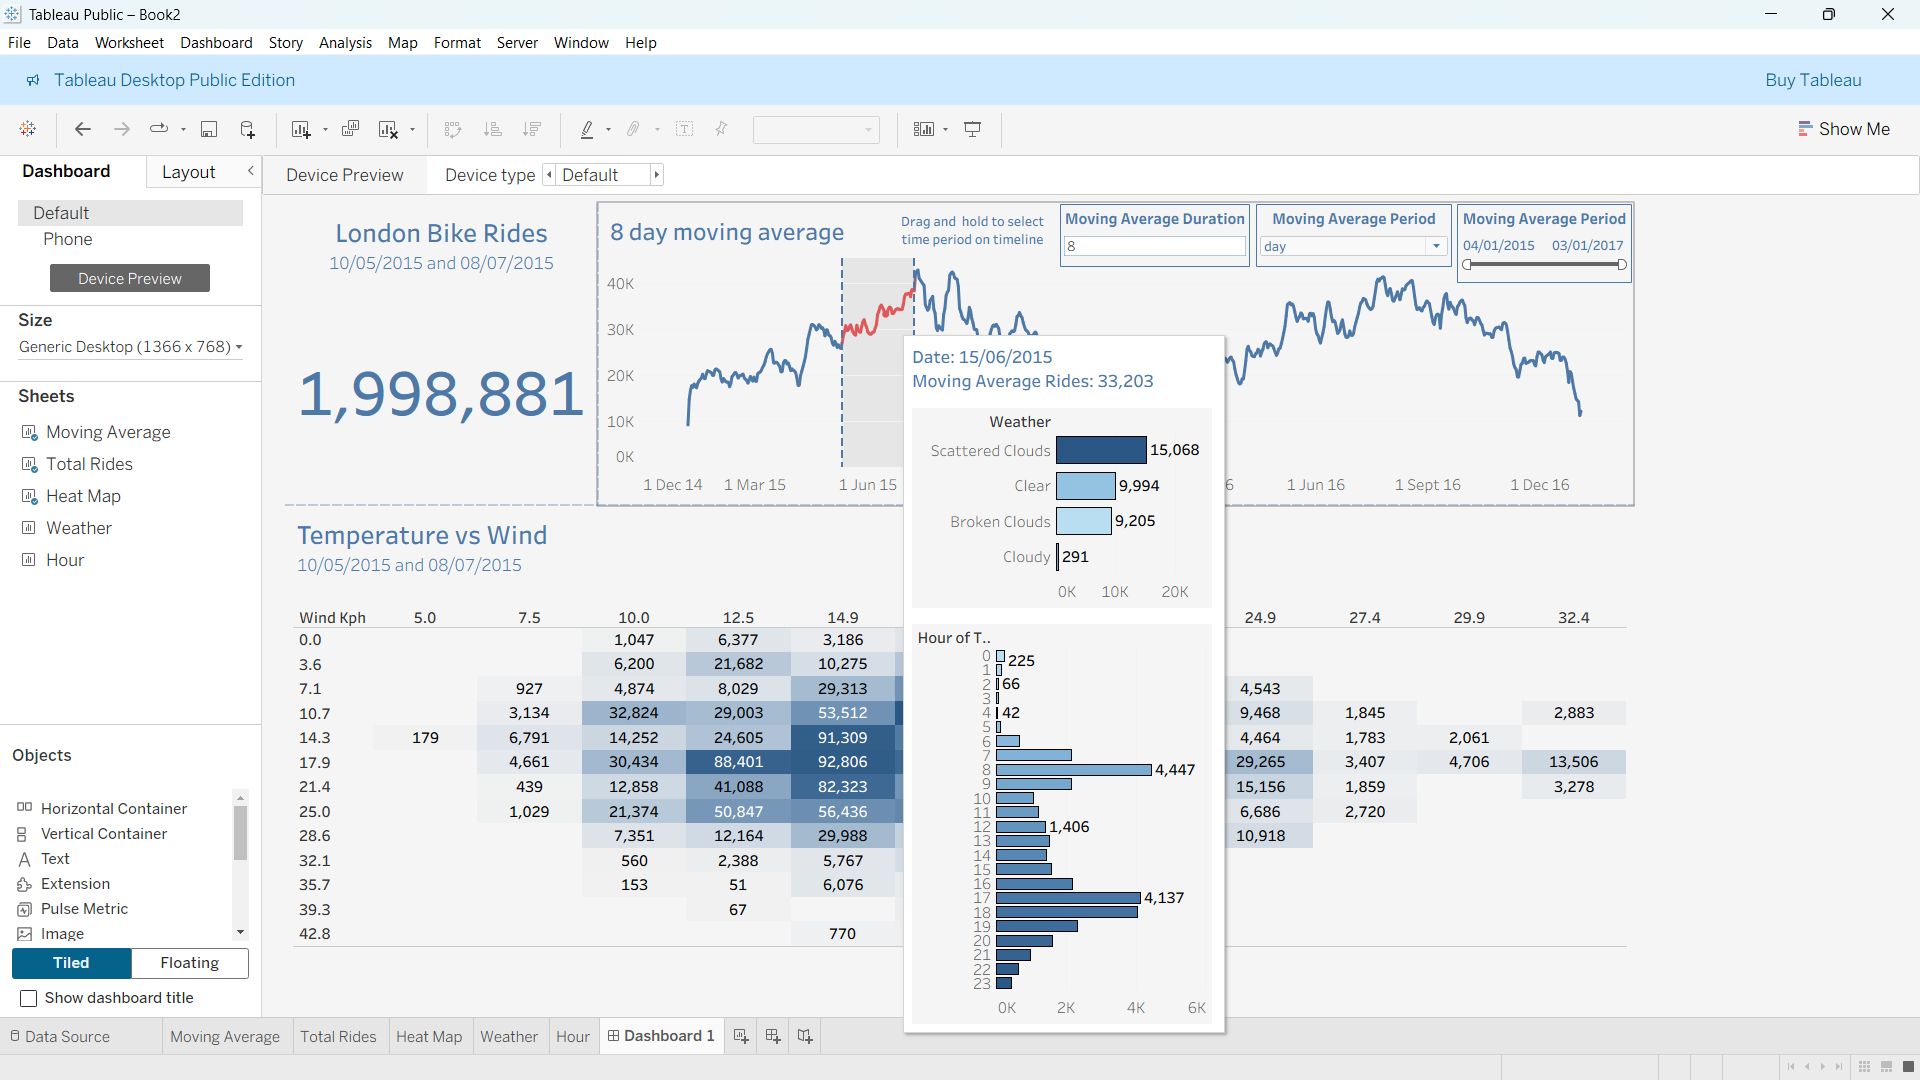 Tableau Public – Book2
File Data Worksheet Dashboard Story Analysis Map Format Server Window Help
Tableau Desktop Public Edition
Buy Tableau
Show Me
Dashboard
Layout
Device Preview
Device type
Default
Default
Phone
Device Preview
Size
Generic Desktop (1366 x 768)
Sheets
Moving Average
Total Rides
Heat Map
Weather
Hour
Objects
Horizontal Container
Vertical Container
Text
Extension
Pulse Metric
Image
Tiled
Floating
Show dashboard title
London Bike Rides
10/05/2015 and 08/07/2015
1,998,881
8 day moving average
Drag and hold to select
time period on timeline
Moving Average Duration
8
Moving Average Period
day
Moving Average Period
04/01/2015 03/01/2017
40K
30K
20K
10K
0K
1 Dec 14 1 Mar 15 1 Jun 15 6 1 Jun 16 1 Sept 16 1 Dec 16
Date: 15/06/2015
Moving Average Rides: 33,203
Weather
Scattered Clouds 15,068
Clear 9,994
Broken Clouds 9,205
Cloudy 291
0K 10K 20K
Hour of T..
0 225
1
2 66
3
4 42
5
6
7
8 4,447
9
10
11
12 1,406
13
14
15
16
17 4,137
18
19
20
21
22
23
0K 2K 4K 6K
Temperature vs Wind
10/05/2015 and 08/07/2015
Wind Kph 5.0 7.5 10.0 12.5 14.9 24.9 27.4 29.9 32.4
0.0 1,047 6,377 3,186
3.6 6,200 21,682 10,275
7.1 927 4,874 8,029 29,313 4,543
10.7 3,134 32,824 29,003 53,512 9,468 1,845 2,883
14.3 179 6,791 14,252 24,605 91,309 4,464 1,783 2,061
17.9 4,661 30,434 88,401 92,806 29,265 3,407 4,706 13,506
21.4 439 12,858 41,088 82,323 15,156 1,859 3,278
25.0 1,029 21,374 50,847 56,436 6,686 2,720
28.6 7,351 12,164 29,988 10,918
32.1 560 2,388 5,767
35.7 153 51 6,076
39.3 67
42.8 770
Data Source
Moving Average
Total Rides
Heat Map
Weather
Hour
Dashboard 1